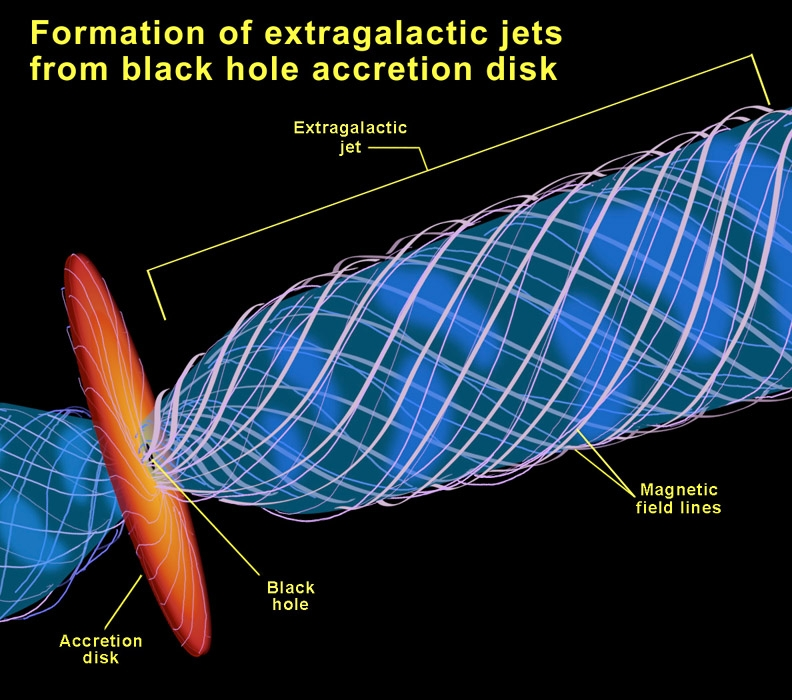 Formation of extragalactic jets
from black hole accretion disk
Extragalactic
jet
Magnetic
field lines
Black
hole
Accretion
disk